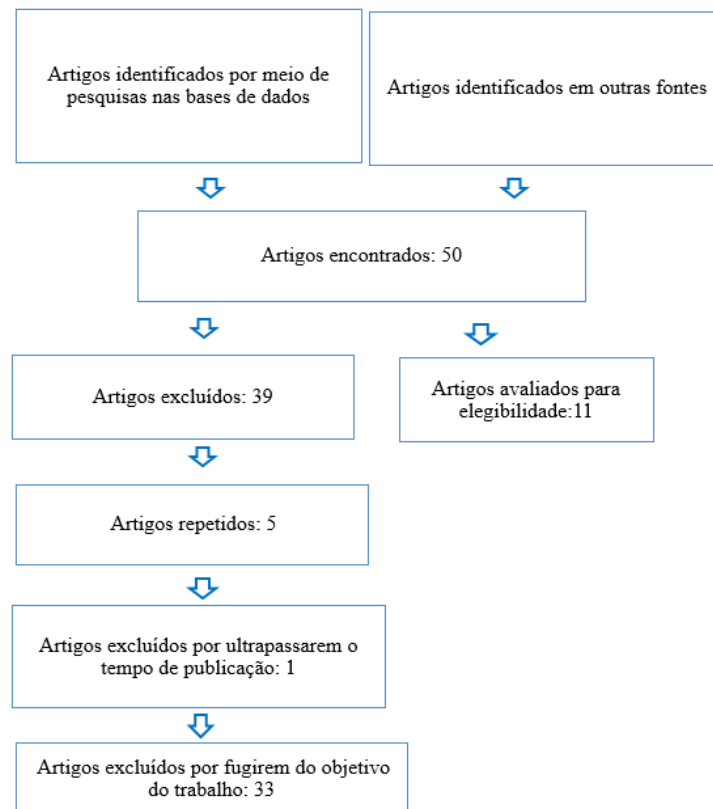 Artigos identificados por meio de
pesquisas nas bases de dados
Artigos identificados em outras fontes
Artigos encontrados: 50
Artigos excluídos: 39
Artigos avaliados para
elegibilidade:11
Artigos repetidos: 5
Artigos excluídos por ultrapassarem o
tempo de publicação: 1
Artigos excluídos por fugirem do objetivo
do trabalho: 33